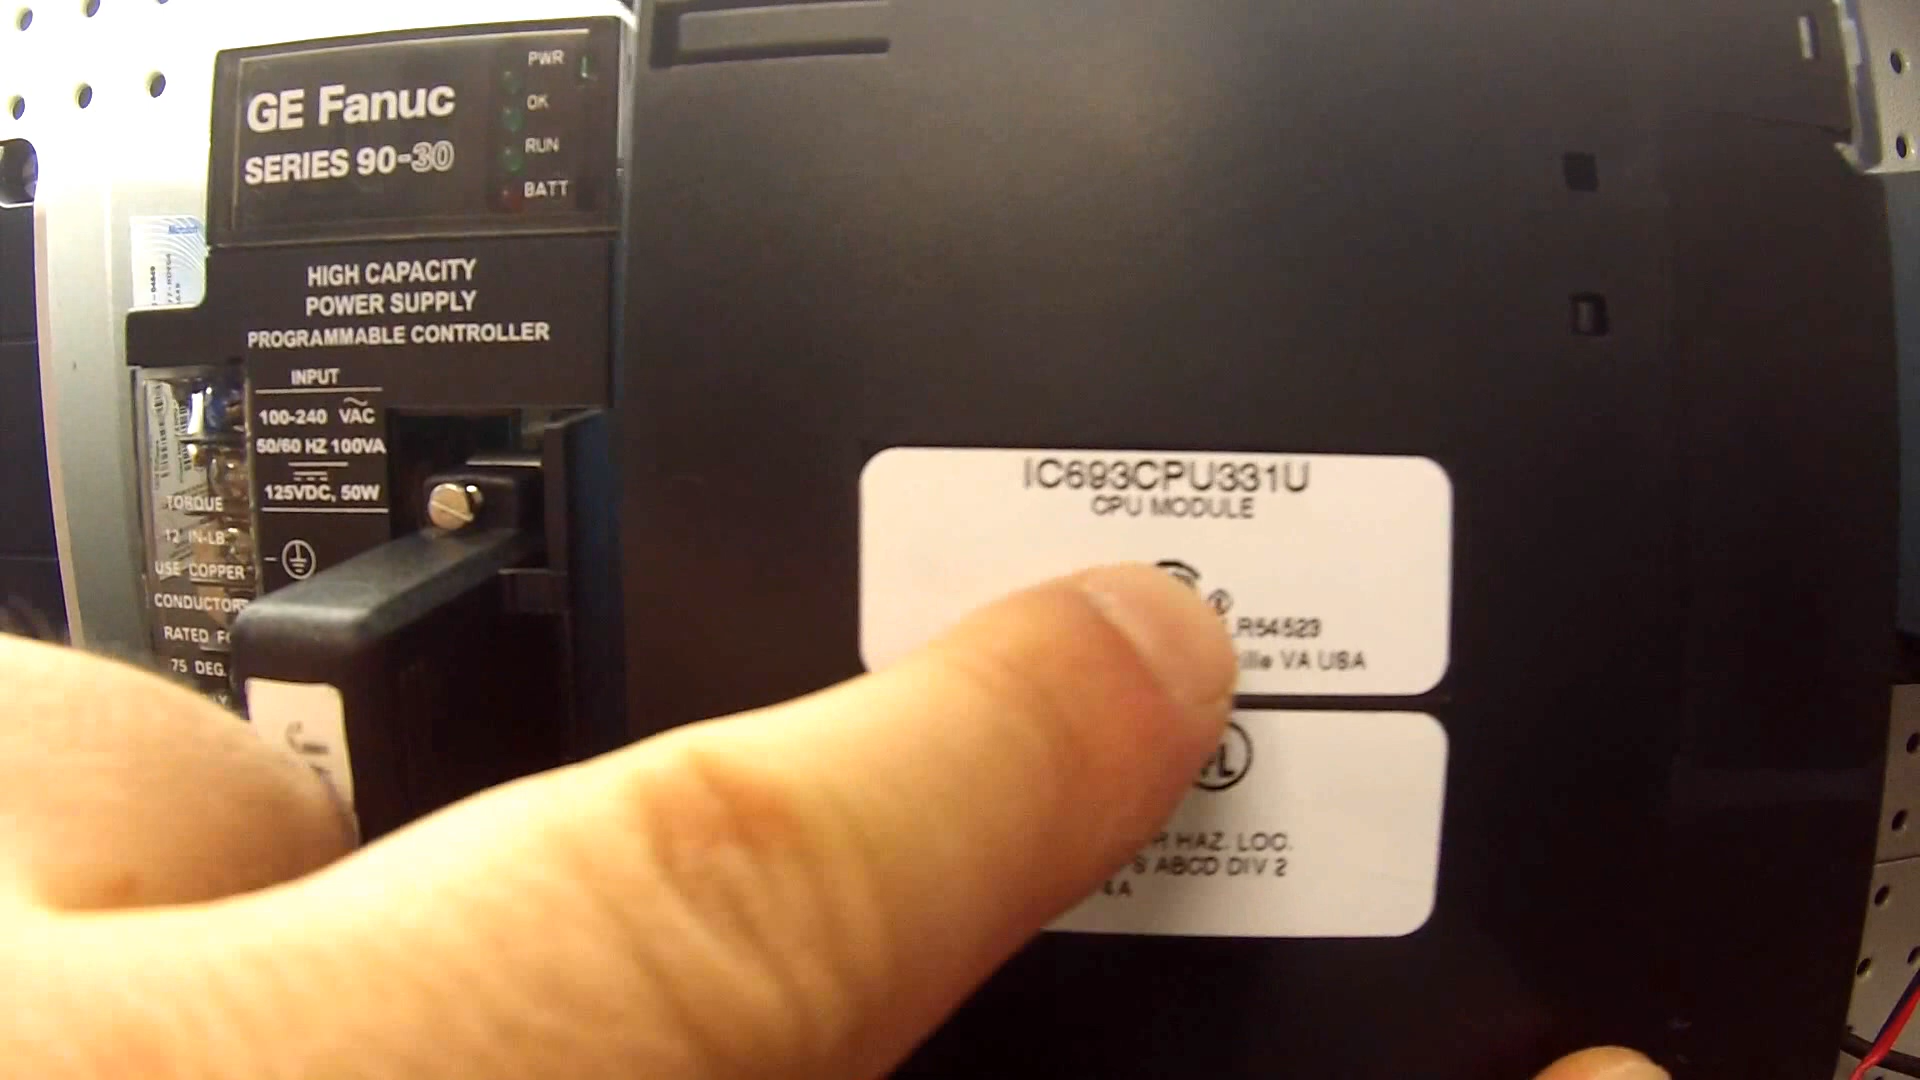 GE Fanuc
SERIES 90-30
PWR
OK
RUN
BATT
HIGH CAPACITY
POWER SUPPLY
PROGRAMMABLE CONTROLLER
INPUT
100-240 VAC
50/60 HZ 100VA
125VDC, 50W
TORQUE
12 IN-LB
USE COPPER
CONDUCTORS
RATED
75 DEG.
IC693CPU331U
CPU MODULE
LR54523
VA USA
HAZ. LOC.
ABCD DIV 2